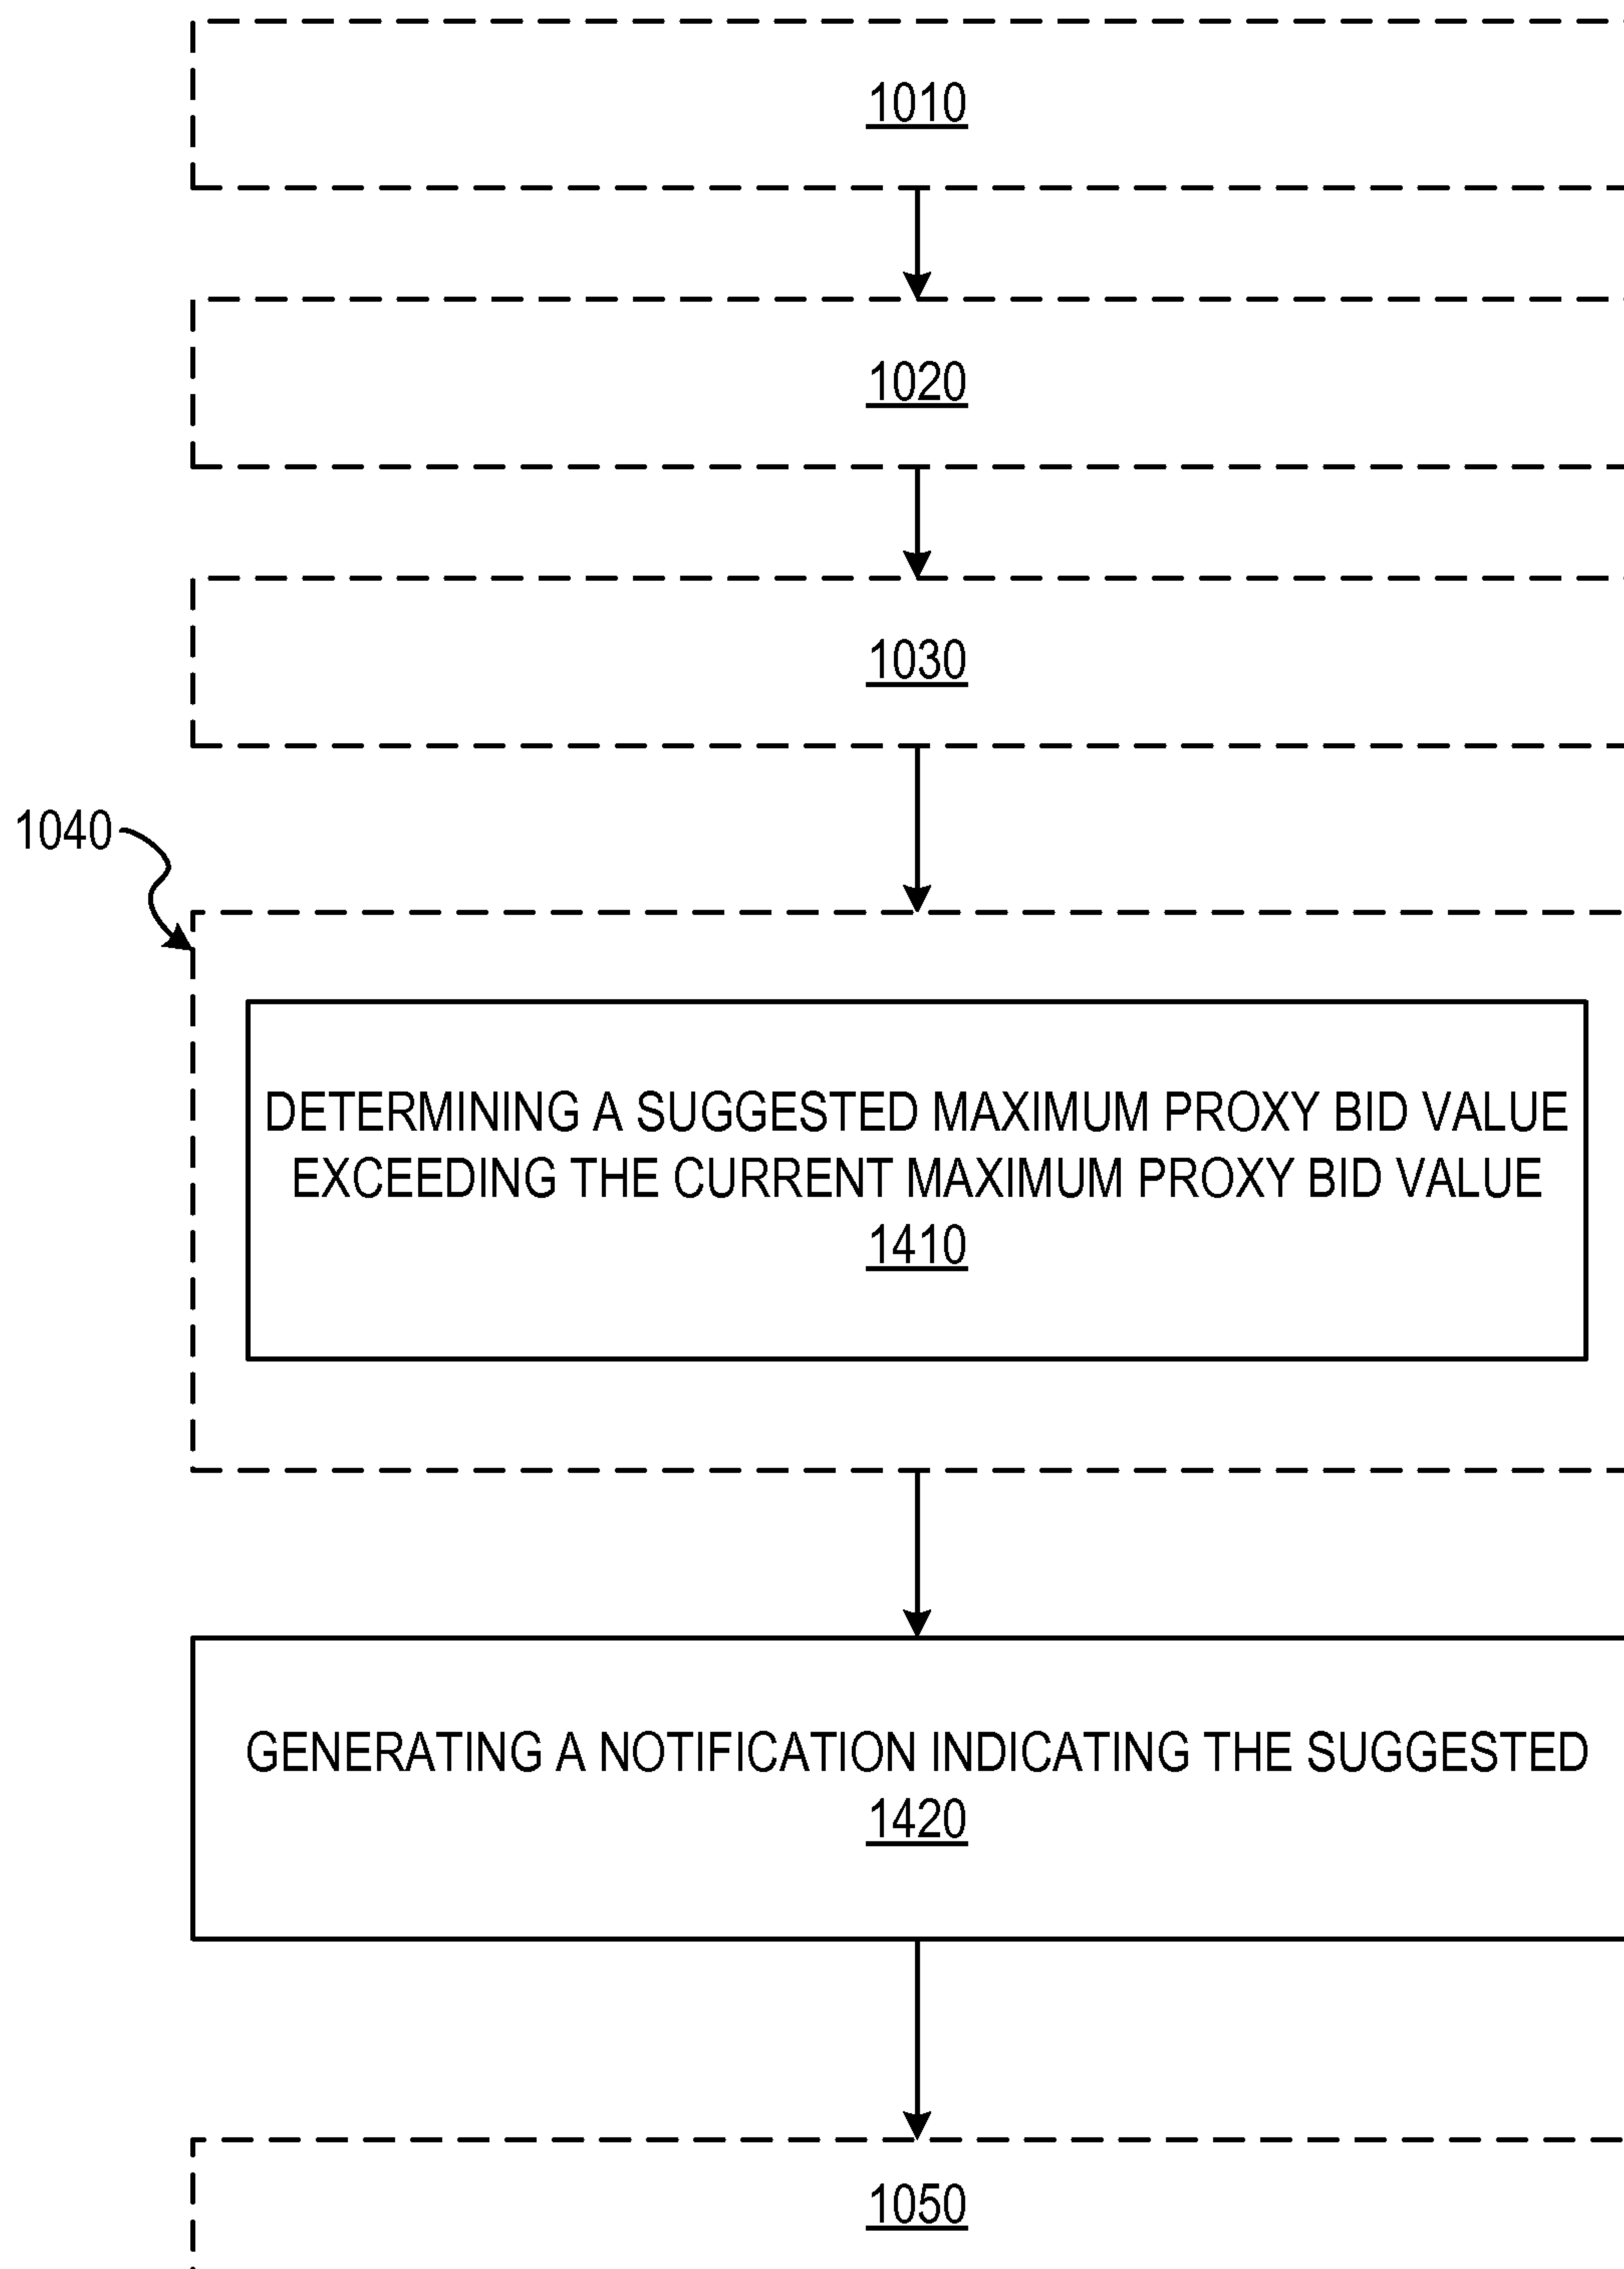 1010
1020
1030
1040
DETERMINING A SUGGESTED MAXIMUM PROXY BID VALUE
EXCEEDING THE CURRENT MAXIMUM PROXY BID VALUE
1410
GENERATING A NOTIFICATION INDICATING THE SUGGESTED
1420
1050